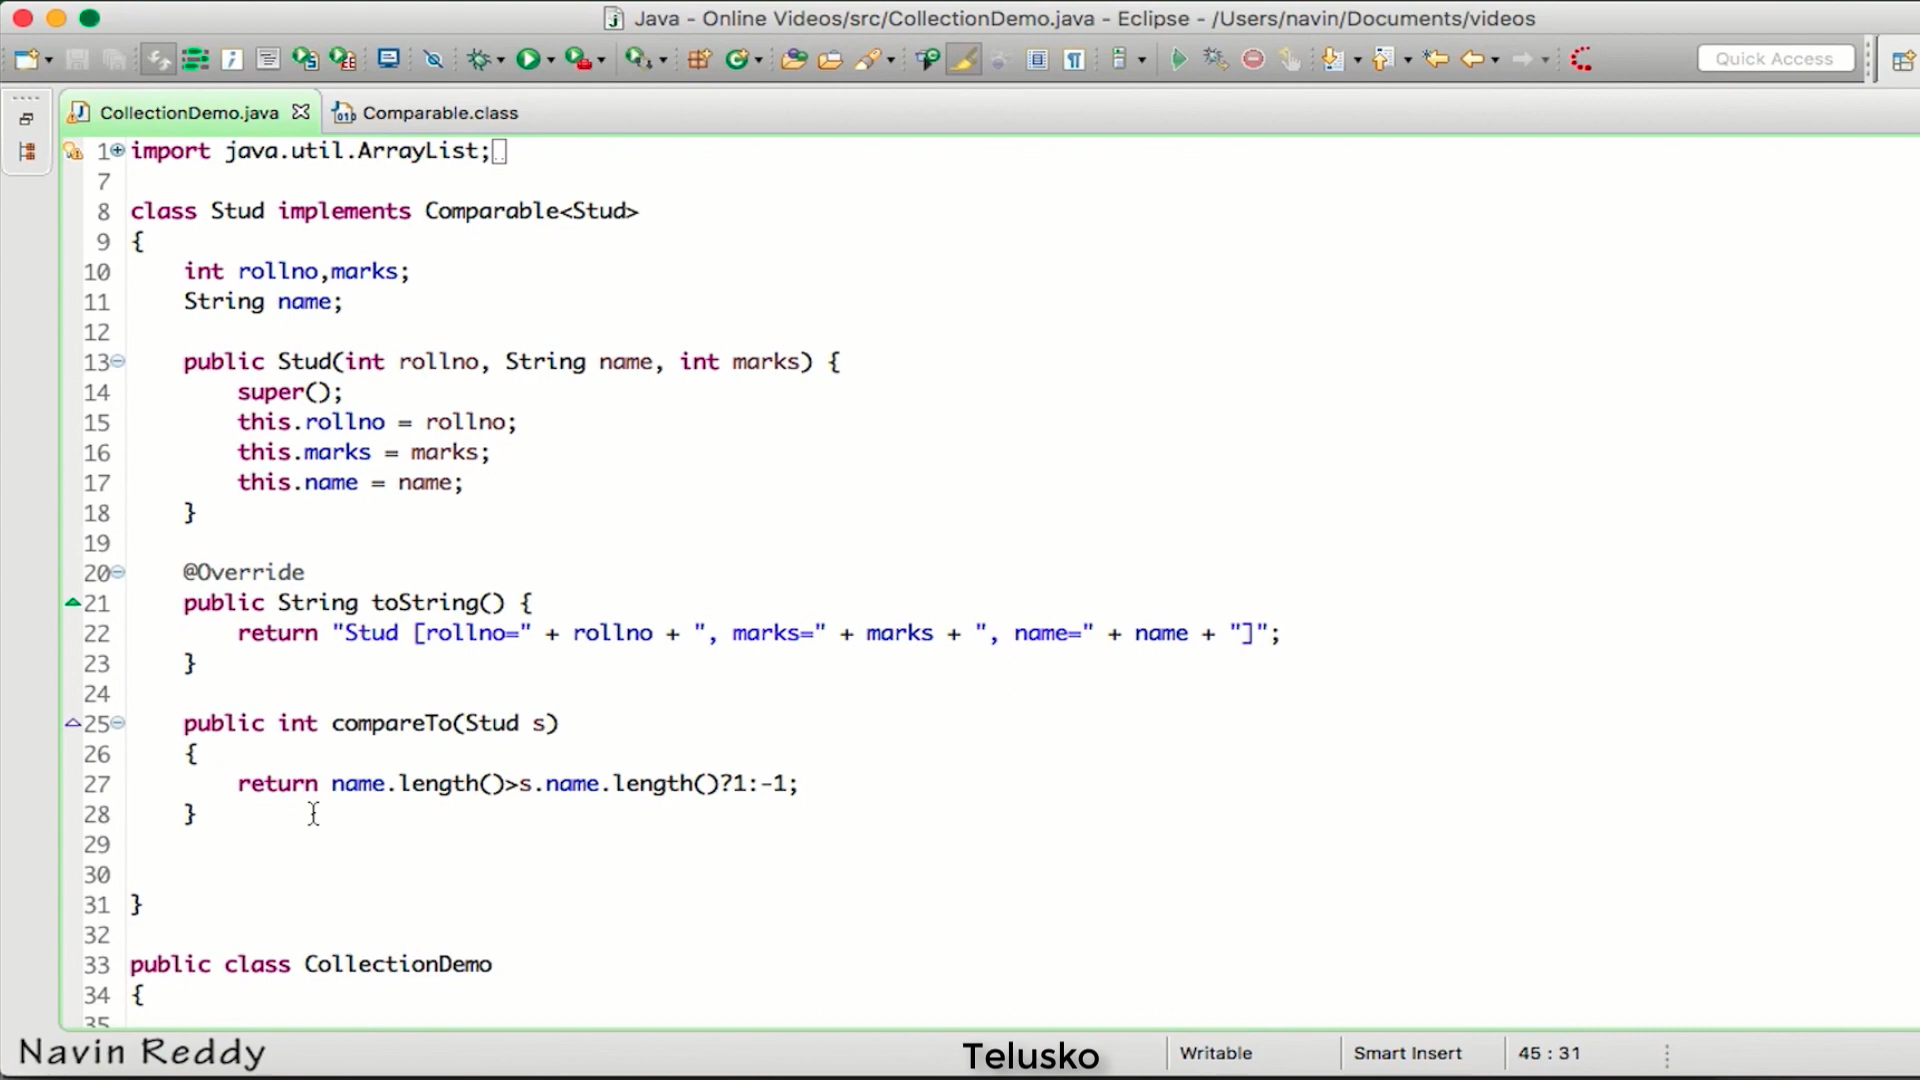 Java - Online Videos/src/CollectionDemo.java - Eclipse - /Users/navin/Documents/videos
Quick Access
CollectionDemo.java
Comparable.class
1 import java.util.ArrayList;
7
8 class Stud implements Comparable<Stud>
9 {
10 int rollno,marks;
11 String name;
12
13 public Stud(int rollno, String name, int marks) {
14 super();
15 this.rollno = rollno;
16 this.marks = marks;
17 this.name = name;
18 }
19
20 @Override
21 public String toString() {
22 return "Stud [rollno=" + rollno + ", marks=" + marks + ", name=" + name + "]";
23 }
24
25 public int compareTo(Stud s)
26 {
27 return name.length()>s.name.length()?1:-1;
28 }
29
30
31 }
32
33 public class CollectionDemo
34 {
35
Navin Reddy
Telusko
Writable
Smart Insert
45 : 31